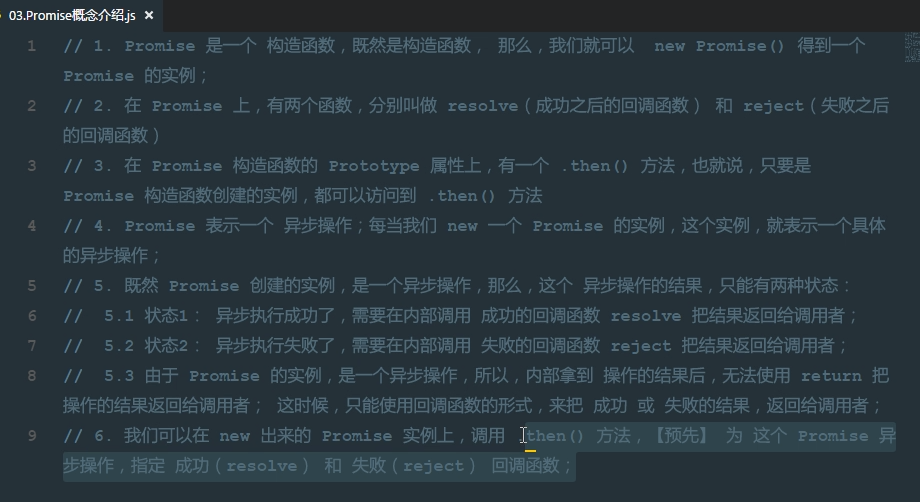 03.Promise概念介绍.js ×
1 // 1. Promise 是一个 构造函数，既然是构造函数， 那么，我们就可以  new Promise() 得到一个
Promise 的实例；
2 // 2. 在 Promise 上，有两个函数，分别叫做 resolve（成功之后的回调函数） 和 reject（失败之后
的回调函数）
3 // 3. 在 Promise 构造函数的 Prototype 属性上，有一个 .then() 方法，也就说，只要是
Promise 构造函数创建的实例，都可以访问到 .then() 方法
4 // 4. Promise 表示一个 异步操作；每当我们 new 一个 Promise 的实例，这个实例，就表示一个具体
的异步操作；
5 // 5. 既然 Promise 创建的实例，是一个异步操作，那么，这个 异步操作的结果，只能有两种状态：
6 //  5.1 状态1： 异步执行成功了，需要在内部调用 成功的回调函数 resolve 把结果返回给调用者；
7 //  5.2 状态2： 异步执行失败了，需要在内部调用 失败的回调函数 reject 把结果返回给调用者；
8 //  5.3 由于 Promise 的实例，是一个异步操作，所以，内部拿到 操作的结果后，无法使用 return 把
操作的结果返回给调用者； 这时候，只能使用回调函数的形式，来把 成功 或 失败的结果，返回给调用者；
9 // 6. 我们可以在 new 出来的 Promise 实例上，调用 .then() 方法，【预先】 为 这个 Promise 异
步操作，指定 成功（resolve） 和 失败（reject） 回调函数；